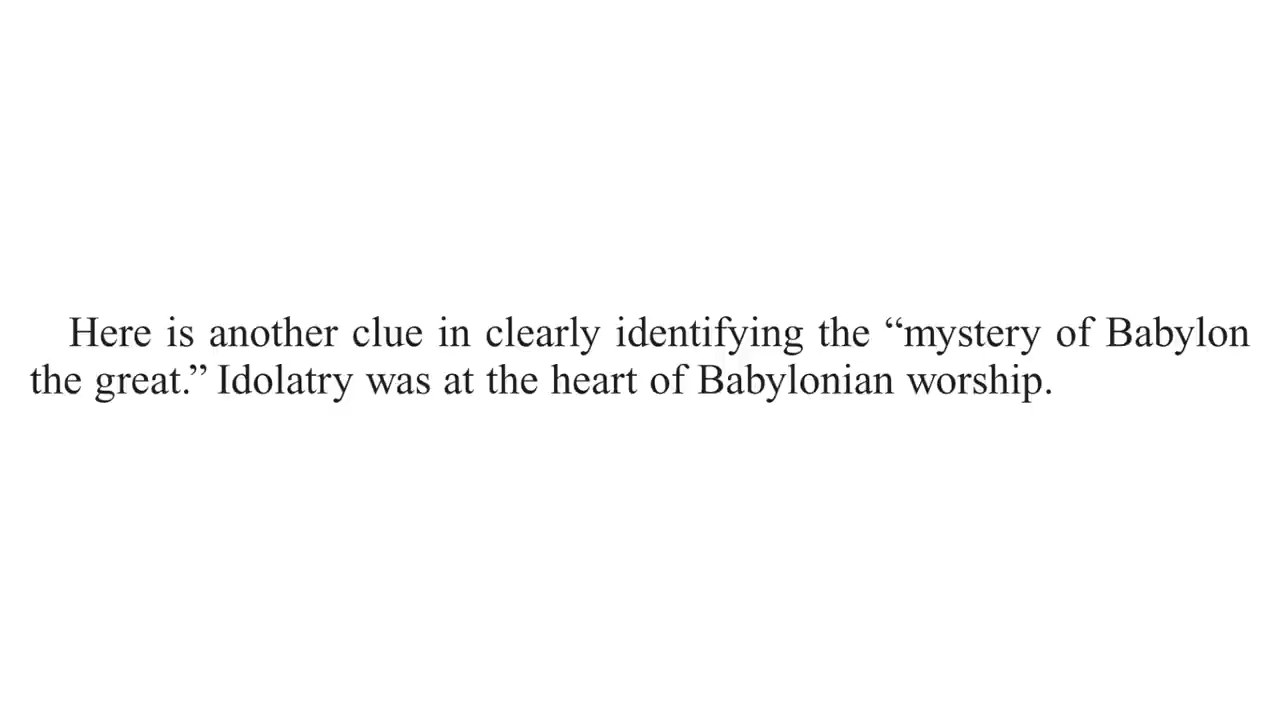 Here is another clue in clearly identifying the “mystery of Babylon
the great.” Idolatry was at the heart of Babylonian worship.